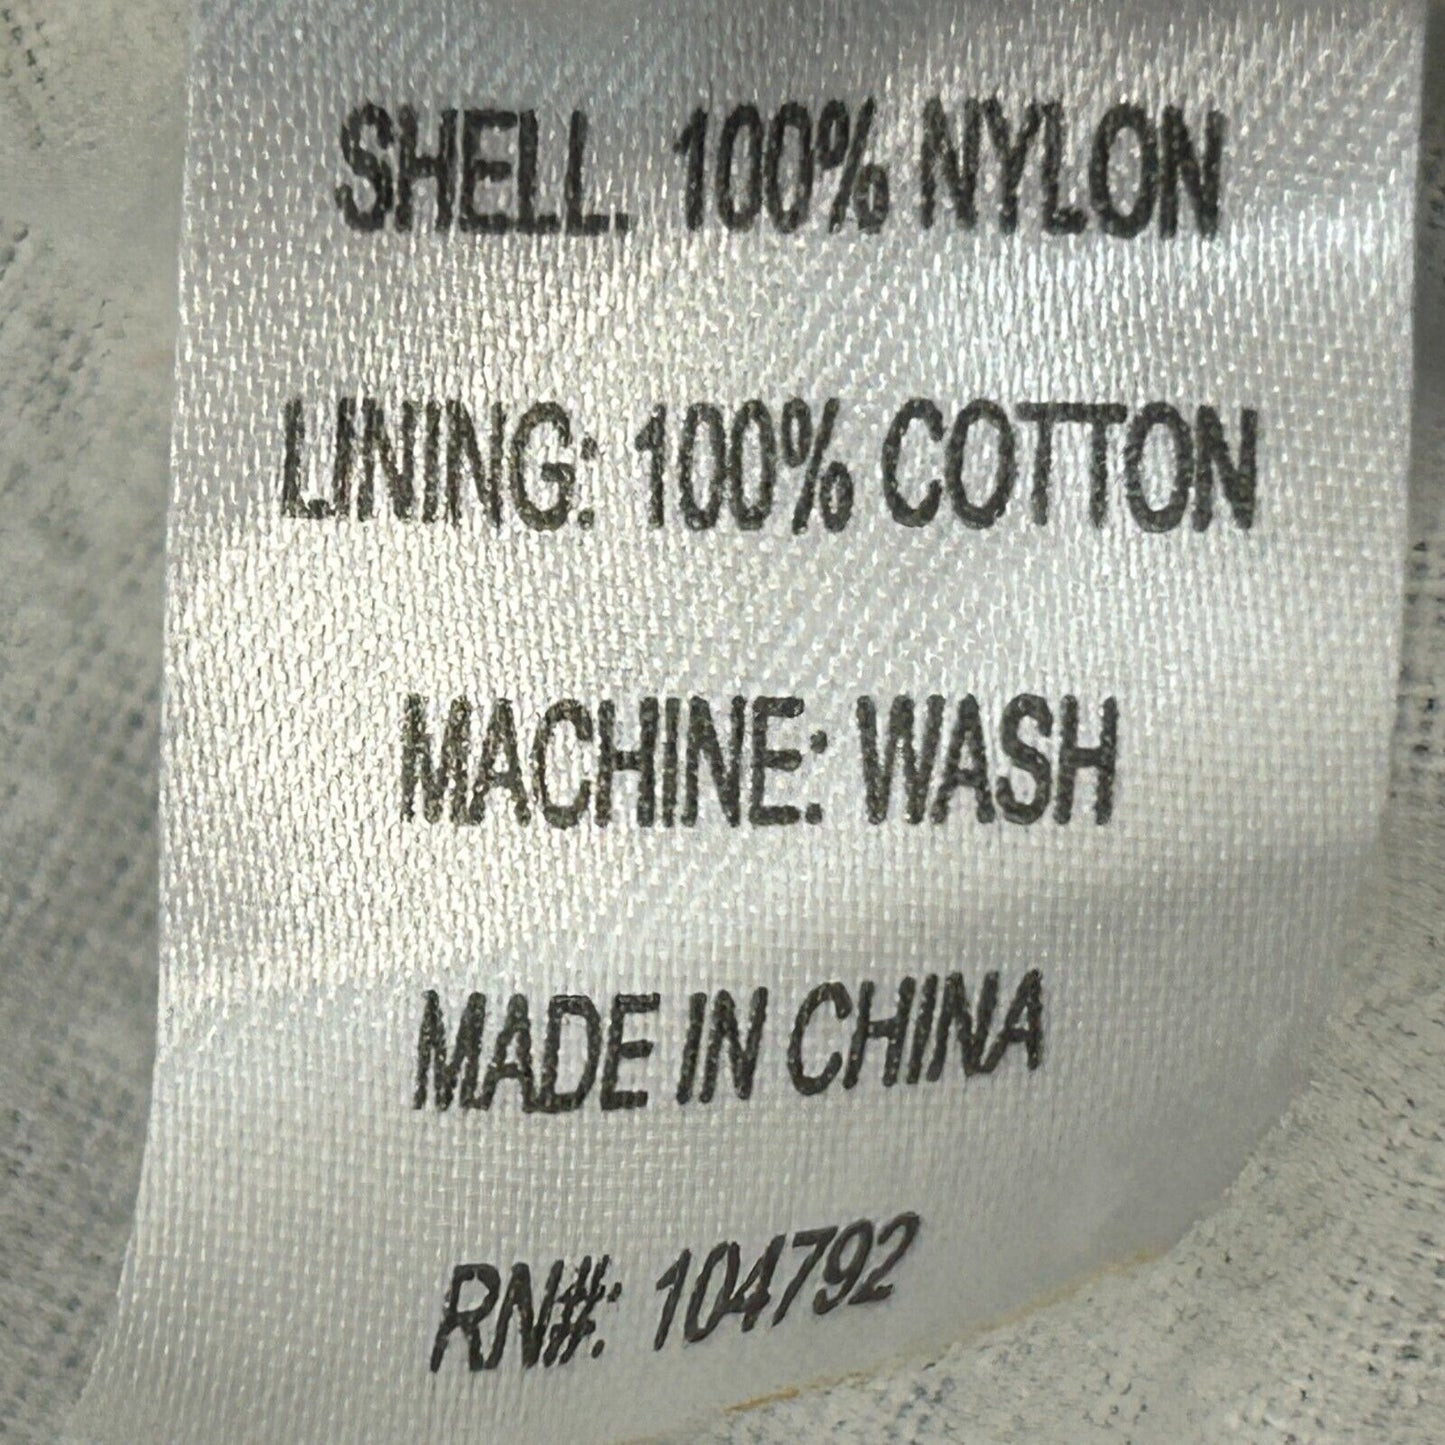 SHELL. 100% NYLON
LINING: 100% COTTON
MACHINE: WASH
MADE IN CHINA
RN#: 104792